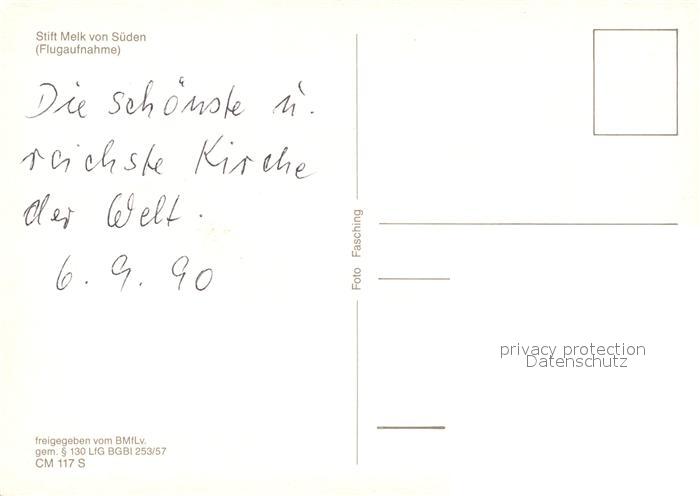 Stift Melk von Süden
(Flugaufnahme)
Die schönste u.
reichste Kirche
der Welt.
6. 9. 90
Foto Fasching
privacy protection
Datenschutz
freigegeben vom BMfLv.
gem. § 130 LfG BGBl 253/57
CM 117 S